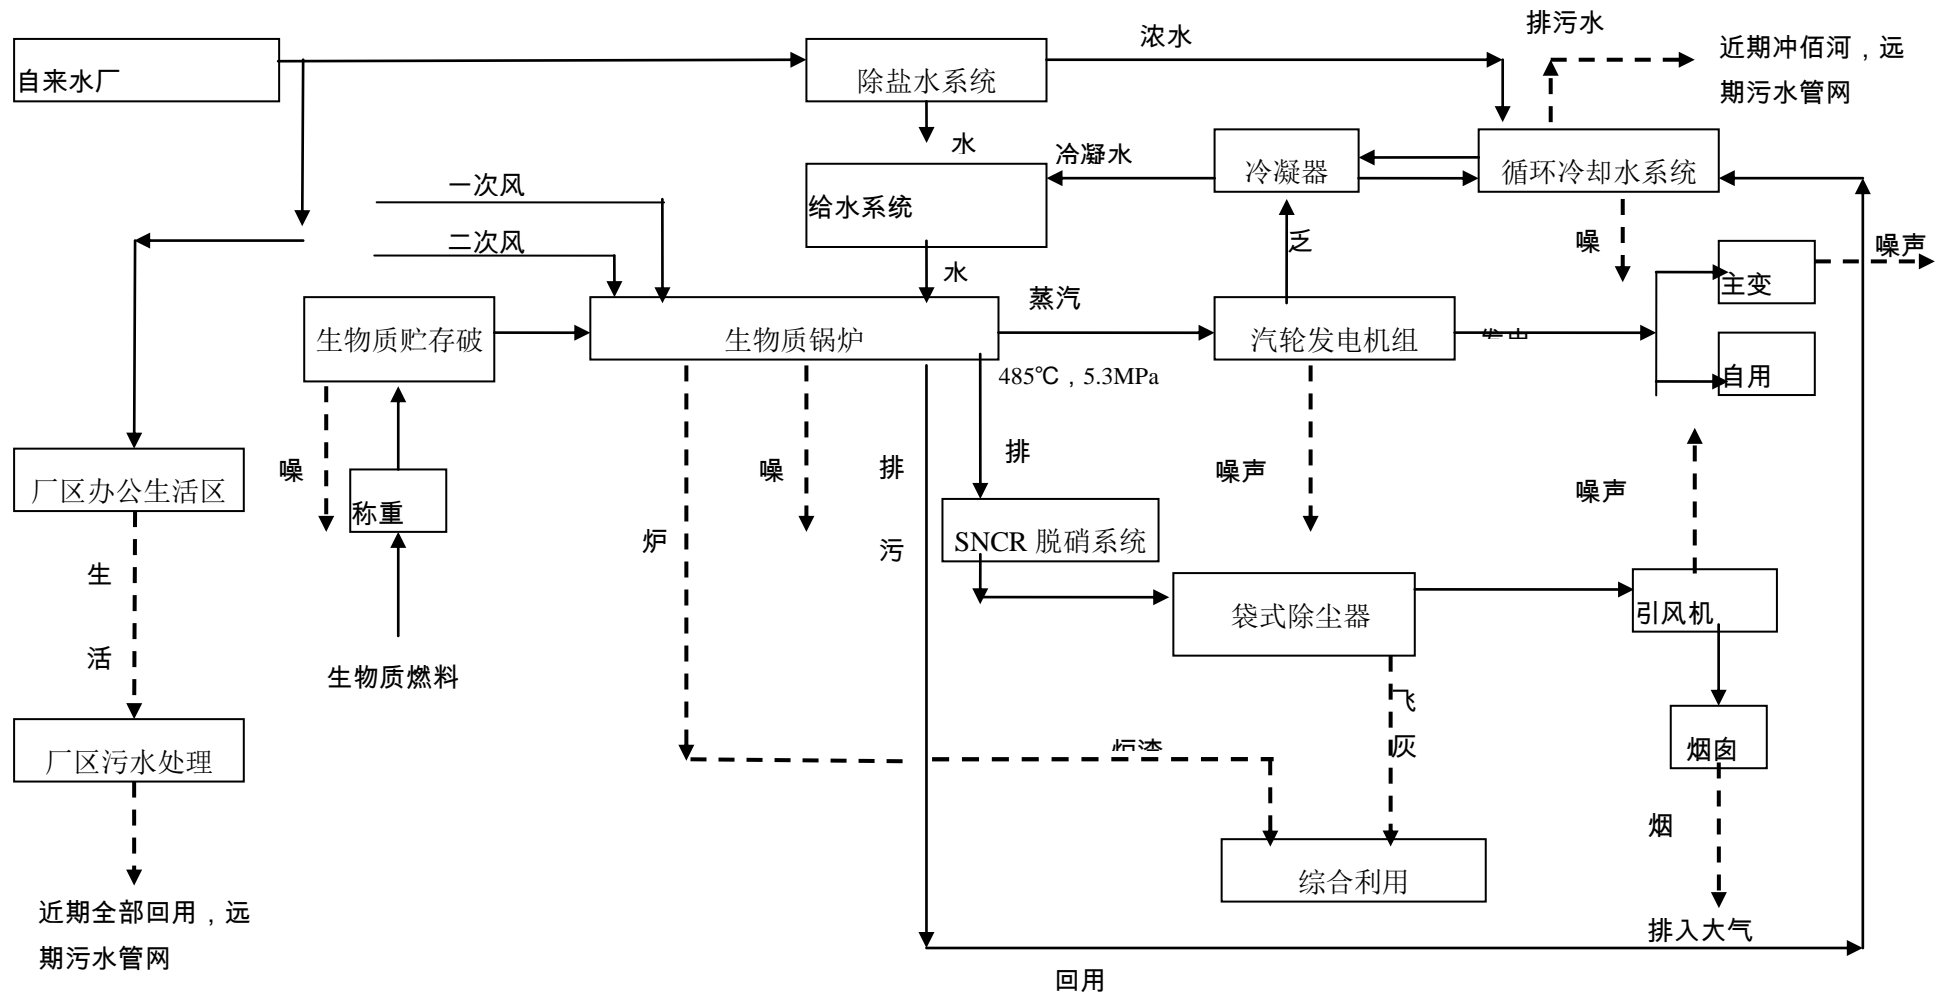 排污水
浓水
近期冲佰河，远
期污水管网
自来水厂
除盐水系统
水
冷凝水
冷凝器
循环冷却水系统
一次风
给水系统
二次风
乏
噪
噪声
水
蒸汽
主变
生物质贮存破
生物质锅炉
汽轮发电机组
485℃，5.3MPa
自用
排
排
噪
噪
噪声
噪声
厂区办公生活区
称重
炉
污
SNCR 脱硝系统
生
袋式除尘器
引风机
活
生物质燃料
飞
灰
炉渣
厂区污水处理
烟囱
烟
综合利用
近期全部回用，远
期污水管网
排入大气
回用